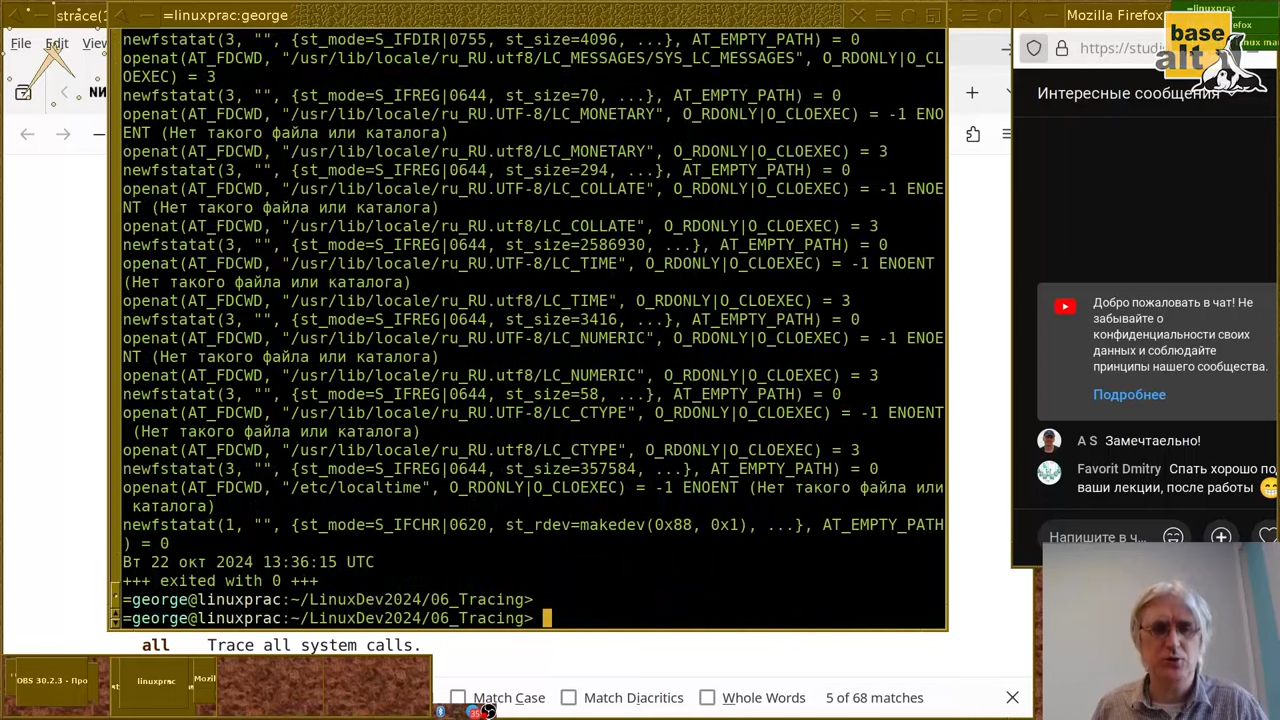 strace(1
=linuxprac:george
Mozilla Firefox
=linuxprac
File Edit View
newfstatat(3, "", {st_mode=S_IFDIR|0755, st_size=4096, ...}, AT_EMPTY_PATH) = 0
openat(AT_FDCWD, "/usr/lib/locale/ru_RU.utf8/LC_MESSAGES/SYS_LC_MESSAGES", O_RDONLY|O_CL
OEXEC) = 3
newfstatat(3, "", {st_mode=S_IFREG|0644, st_size=70, ...}, AT_EMPTY_PATH) = 0
openat(AT_FDCWD, "/usr/lib/locale/ru_RU.UTF-8/LC_MONETARY", O_RDONLY|O_CLOEXEC) = -1 ENO
ENT (Нет такого файла или каталога)
openat(AT_FDCWD, "/usr/lib/locale/ru_RU.utf8/LC_MONETARY", O_RDONLY|O_CLOEXEC) = 3
newfstatat(3, "", {st_mode=S_IFREG|0644, st_size=294, ...}, AT_EMPTY_PATH) = 0
openat(AT_FDCWD, "/usr/lib/locale/ru_RU.UTF-8/LC_COLLATE", O_RDONLY|O_CLOEXEC) = -1 ENOE
NT (Нет такого файла или каталога)
openat(AT_FDCWD, "/usr/lib/locale/ru_RU.utf8/LC_COLLATE", O_RDONLY|O_CLOEXEC) = 3
newfstatat(3, "", {st_mode=S_IFREG|0644, st_size=2586930, ...}, AT_EMPTY_PATH) = 0
openat(AT_FDCWD, "/usr/lib/locale/ru_RU.UTF-8/LC_TIME", O_RDONLY|O_CLOEXEC) = -1 ENOENT
(Нет такого файла или каталога)
openat(AT_FDCWD, "/usr/lib/locale/ru_RU.utf8/LC_TIME", O_RDONLY|O_CLOEXEC) = 3
newfstatat(3, "", {st_mode=S_IFREG|0644, st_size=3416, ...}, AT_EMPTY_PATH) = 0
openat(AT_FDCWD, "/usr/lib/locale/ru_RU.UTF-8/LC_NUMERIC", O_RDONLY|O_CLOEXEC) = -1 ENOE
NT (Нет такого файла или каталога)
openat(AT_FDCWD, "/usr/lib/locale/ru_RU.utf8/LC_NUMERIC", O_RDONLY|O_CLOEXEC) = 3
newfstatat(3, "", {st_mode=S_IFREG|0644, st_size=58, ...}, AT_EMPTY_PATH) = 0
openat(AT_FDCWD, "/usr/lib/locale/ru_RU.UTF-8/LC_CTYPE", O_RDONLY|O_CLOEXEC) = -1 ENOENT
(Нет такого файла или каталога)
openat(AT_FDCWD, "/usr/lib/locale/ru_RU.utf8/LC_CTYPE", O_RDONLY|O_CLOEXEC) = 3
newfstatat(3, "", {st_mode=S_IFREG|0644, st_size=357584, ...}, AT_EMPTY_PATH) = 0
openat(AT_FDCWD, "/etc/localtime", O_RDONLY|O_CLOEXEC) = -1 ENOENT (Нет такого файла или
каталога)
newfstatat(1, "", {st_mode=S_IFCHR|0620, st_rdev=makedev(0x88, 0x1), ...}, AT_EMPTY_PATH
) = 0
Вт 22 окт 2024 13:36:15 UTC
+++ exited with 0 +++
=george@linuxprac:~/LinuxDev2024/06_Tracing>
=george@linuxprac:~/LinuxDev2024/06_Tracing>
all Trace all system calls.
Match Case Match Diacritics Whole Words 5 of 68 matches
OBS 30.2.3 - Про
linuxprac
Mozl
35
https://studi
base
alt
Интересные сообщения
Добро пожаловать в чат! Не
забывайте о
конфиденциальности своих
данных и соблюдайте
принципы нашего сообщества.
Подробнее
A S Замечтаельно!
Favorit Dmitry Спать хорошо по
ваши лекции, после работы
Напишите в ч...